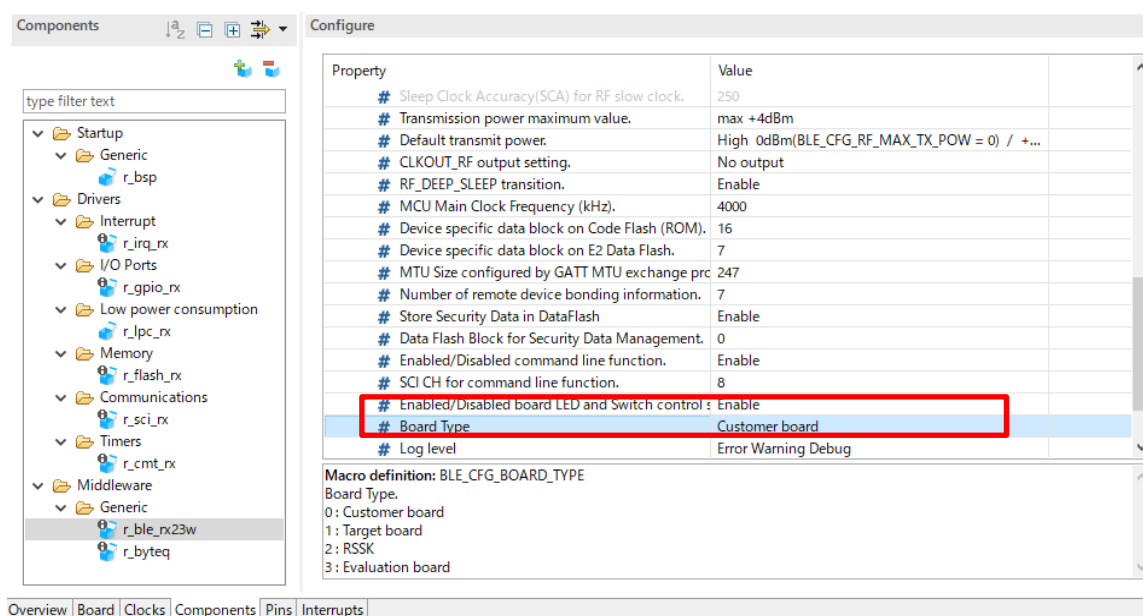 Components
Configure
type filter text
Startup
Generic
r_bsp
Drivers
Interrupt
r_irq_rx
I/O Ports
r_gpio_rx
Low power consumption
r_lpc_rx
Memory
r_flash_rx
Communications
r_sci_rx
Timers
r_cmt_rx
Middleware
Generic
r_ble_rx23w
r_byteq
Property Value
# Sleep Clock Accuracy(SCA) for RF slow clock. 250
# Transmission power maximum value. max +4dBm
# Default transmit power. High 0dBm(BLE_CFG_RF_MAX_TX_POW = 0) / +...
# CLKOUT_RF output setting. No output
# RF_DEEP_SLEEP transition. Enable
# MCU Main Clock Frequency (kHz). 4000
# Device specific data block on Code Flash (ROM). 16
# Device specific data block on E2 Data Flash. 7
# MTU Size configured by GATT MTU exchange prc 247
# Number of remote device bonding information. 7
# Store Security Data in DataFlash Enable
# Data Flash Block for Security Data Management. 0
# Enabled/Disabled command line function. Enable
# SCI CH for command line function. 8
# Enabled/Disabled board LED and Switch control s Enable
# Board Type Customer board
# Log level Error Warning Debug
Macro definition: BLE_CFG_BOARD_TYPE
Board Type.
0 : Customer board
1 : Target board
2 : RSSK
3 : Evaluation board
Overview Board Clocks Components Pins Interrupts